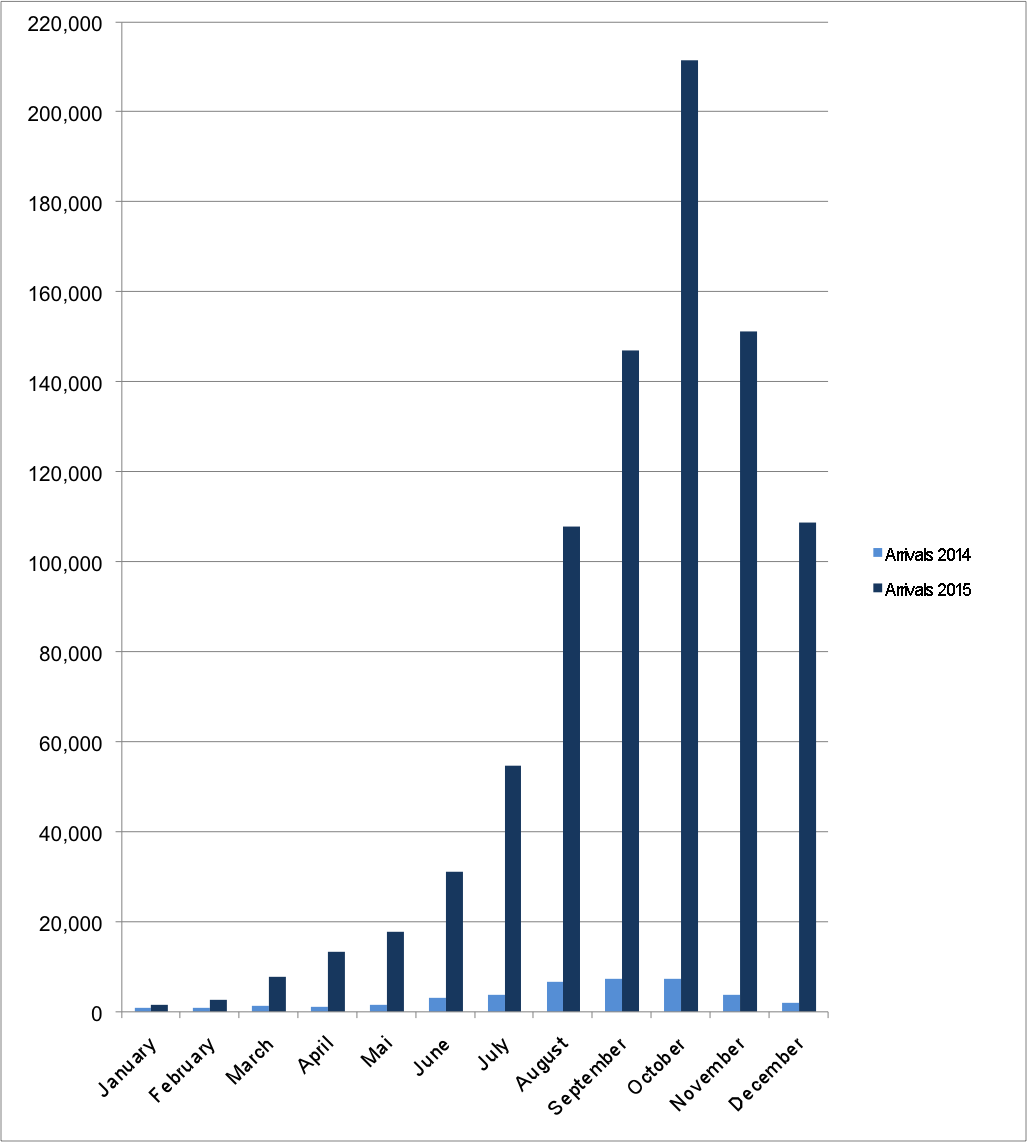 220,000
200,000
180,000
160,000
140,000
120,000
100,000
80,000
60,000
40,000
20,000
0
January
February
March
April
Mai
June
July
August
September
October
November
December
Arrivals 2014
Arrivals 2015